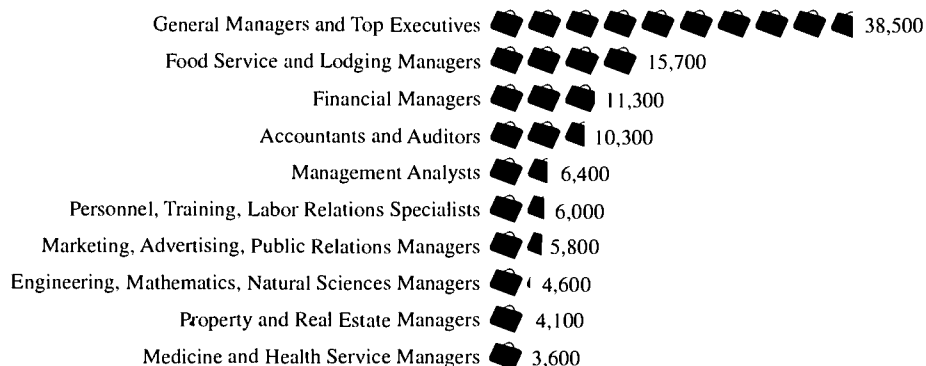 General Managers and Top Executives 38,500
Food Service and Lodging Managers 15,700
Financial Managers 11,300
Accountants and Auditors 10,300
Management Analysts 6,400
Personnel, Training, Labor Relations Specialists 6,000
Marketing, Advertising, Public Relations Managers 5,800
Engineering, Mathematics, Natural Sciences Managers 4,600
Property and Real Estate Managers 4,100
Medicine and Health Service Managers 3,600